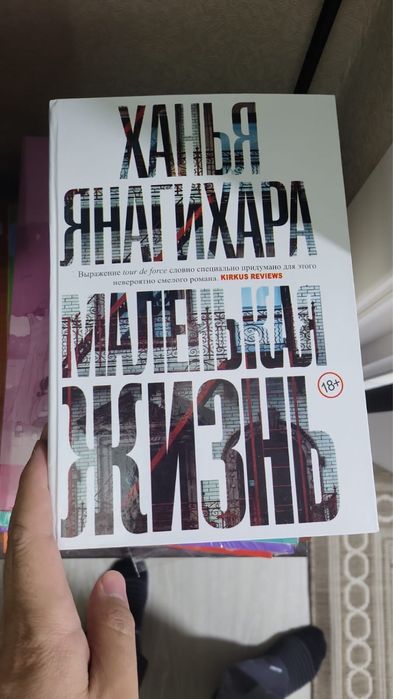 ХАНЬЯ
ЯНАГИХАРА
Выражение tour de force словно специально придумано для этого
невероятно смелого романа. KIRKUS REVIEWS
МАЛЕНЬКАЯ
ЖИЗНЬ
18+